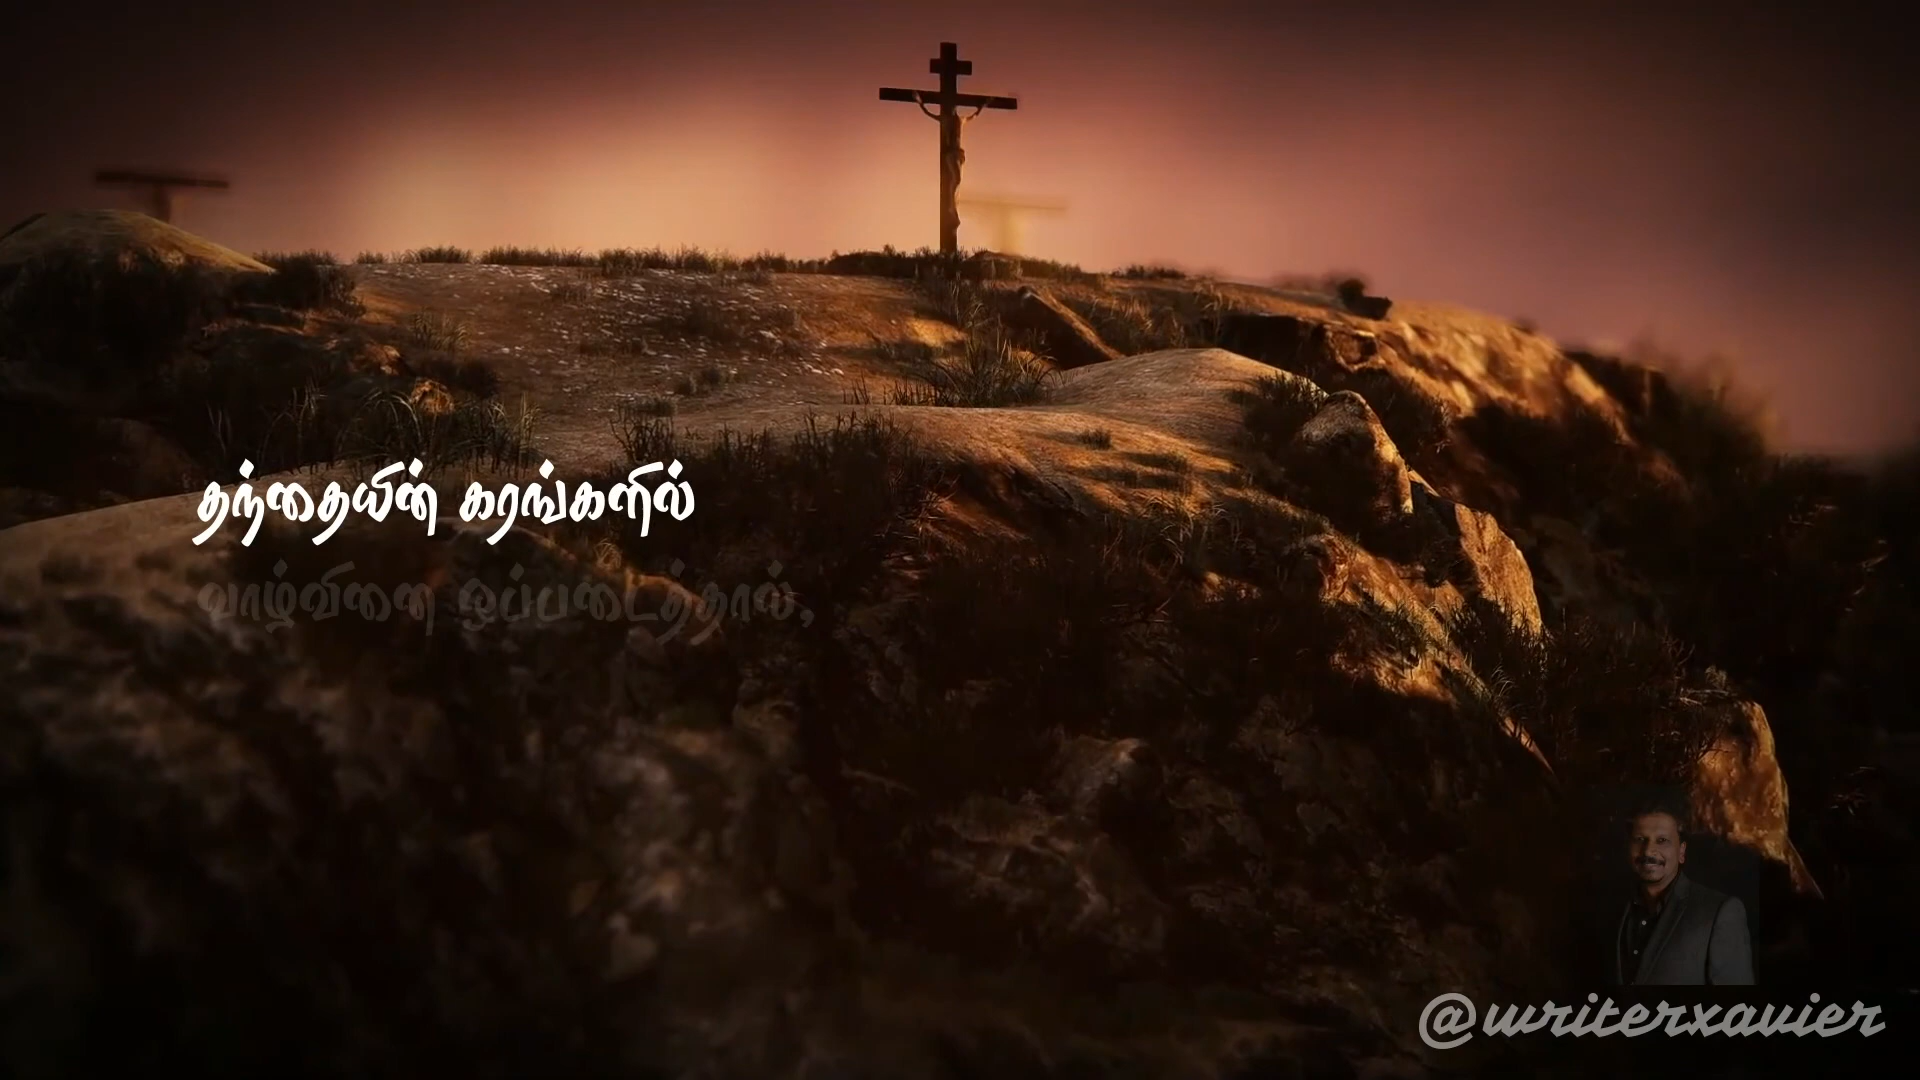 தந்தையின் கரங்களில்
வாழ்வினை ஒப்படைத்தால்,
@writerxavier